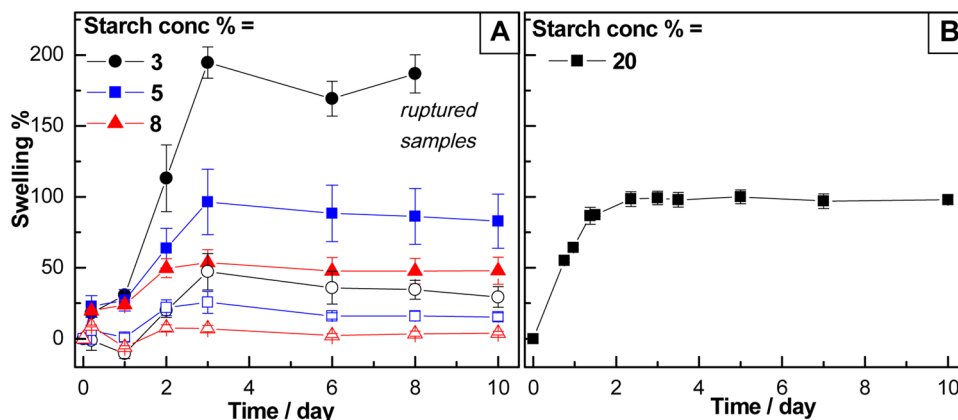 Starch conc % =
A
3
5
8
ruptured
samples
Swelling %
200
150
100
50
0
0
2
4
6
8
10
Time / day
Starch conc % =
B
20
0
2
4
6
8
10
Time / day